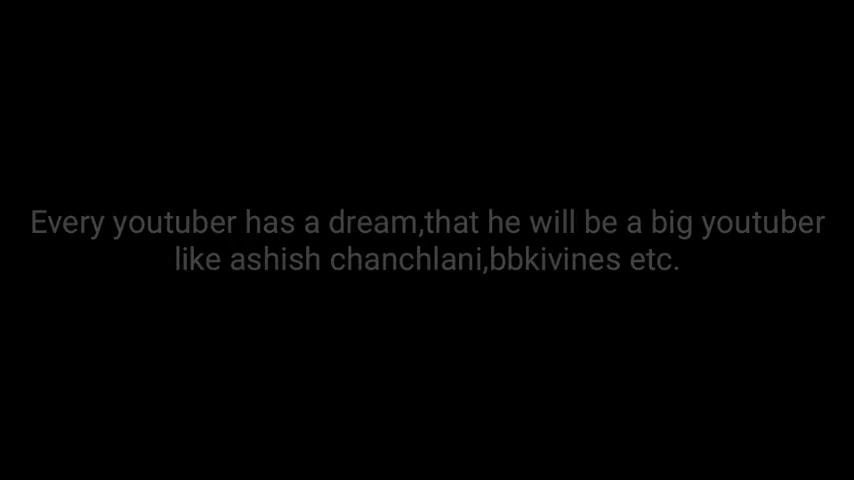 Every youtuber has a dream,that he will be a big youtuber
like ashish chanchlani,bbkivines etc.